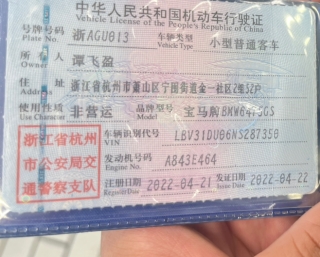 中华人民共和国机动车行驶证
Vehicle License of the People's Republic of China
号牌号码 浙AGU013 车辆类型 小型普通客车
Plate No. Vehicle Type
所有人 谭飞盈
Owner
住址 浙江省杭州市萧山区宁围街道金一社区2组52户
Address
使用性质 非营运 品牌型号 宝马牌
Use Character Model
浙江省杭州
市公安局交
通警察支队
车辆识别代号
VIN
发动机号码 A843E464
Engine No.
注册日期 2022-04-21 发证日期 2022-04-22
Register Date Issue Date